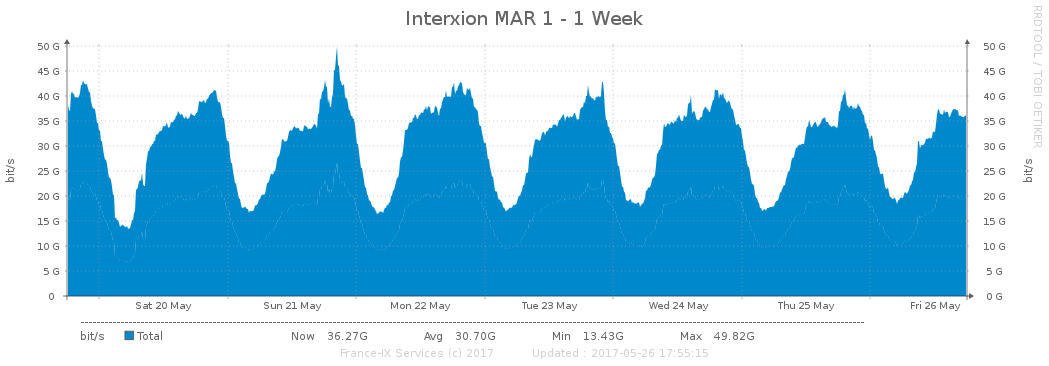 Interxion MAR 1 - 1 Week
RRDTOOL / TOBI OETIKER
50 G
45 G
40 G
35 G
30 G
25 G
20 G
15 G
10 G
5 G
0
bit/s
50 G
45 G
40 G
35 G
30 G
25 G
20 G
15 G
10 G
5 G
0 G
bit/s
Sat 20 May Sun 21 May Mon 22 May Tue 23 May Wed 24 May Thu 25 May Fri 26 May
bit/s Total Now 36.27G Avg 30.70G Min 13.43G Max 49.82G
France-IX Services (c) 2017 Updated : 2017-05-26 17:55:15